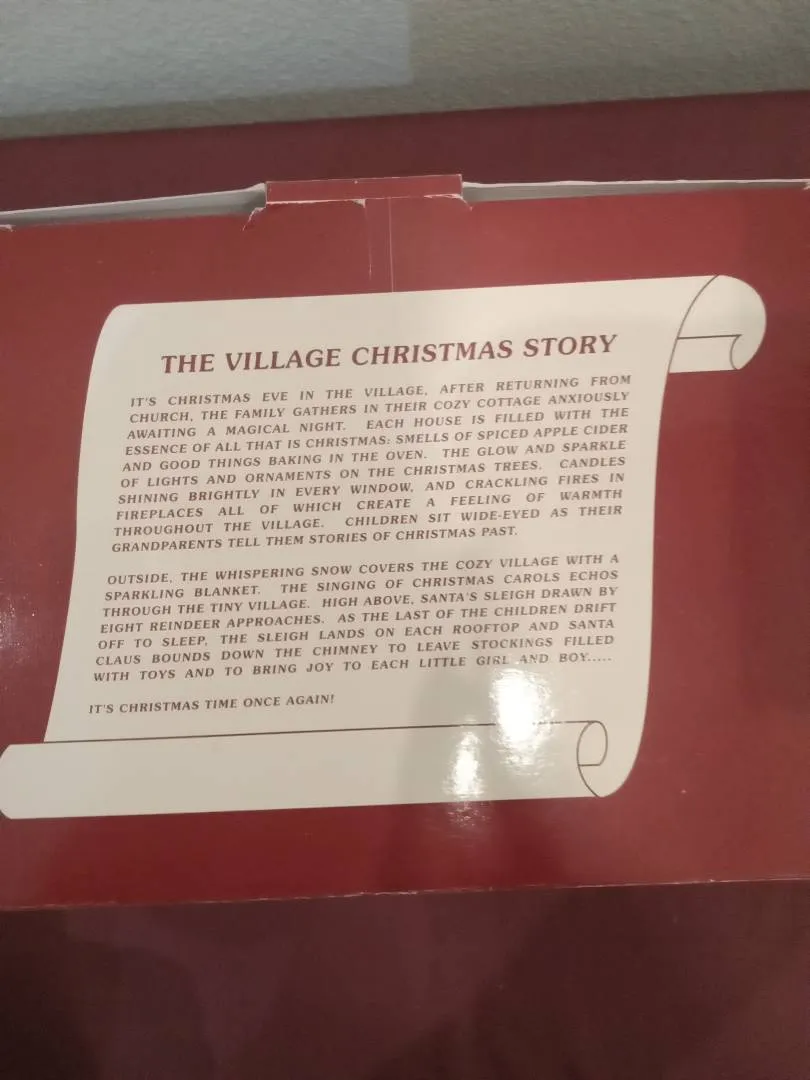 THE VILLAGE CHRISTMAS STORY
IT'S CHRISTMAS EVE IN THE VILLAGE, AFTER RETURNING FROM
CHURCH, THE FAMILY GATHERS IN THEIR COZY COTTAGE ANXIOUSLY
AWAITING A MAGICAL NIGHT. EACH HOUSE IS FILLED WITH THE
ESSENCE OF ALL THAT IS CHRISTMAS: SMELLS OF SPICED APPLE CIDER
AND GOOD THINGS BAKING IN THE OVEN. THE GLOW AND SPARKLE
OF LIGHTS AND ORNAMENTS ON THE CHRISTMAS TREES. CANDLES
SHINING BRIGHTLY IN EVERY WINDOW, AND CRACKLING FIRES IN
FIREPLACES ALL OF WHICH CREATE A FEELING OF WARMTH
THROUGHOUT THE VILLAGE. CHILDREN SIT WIDE-EYED AS THEIR
GRANDPARENTS TELL THEM STORIES OF CHRISTMAS PAST.
OUTSIDE, THE WHISPERING SNOW COVERS THE COZY VILLAGE WITH A
SPARKLING BLANKET. THE SINGING OF CHRISTMAS CAROLS ECHOS
THROUGH THE TINY VILLAGE. HIGH ABOVE, SANTA'S SLEIGH DRAWN BY
EIGHT REINDEER APPROACHES. AS THE LAST OF THE CHILDREN DRIFT
OFF TO SLEEP, THE SLEIGH LANDS ON EACH ROOFTOP AND SANTA
CLAUS BOUNDS DOWN THE CHIMNEY TO LEAVE STOCKINGS FILLED
WITH TOYS AND TO BRING JOY TO EACH LITTLE GIRL AND BOY.....
IT'S CHRISTMAS TIME ONCE AGAIN!